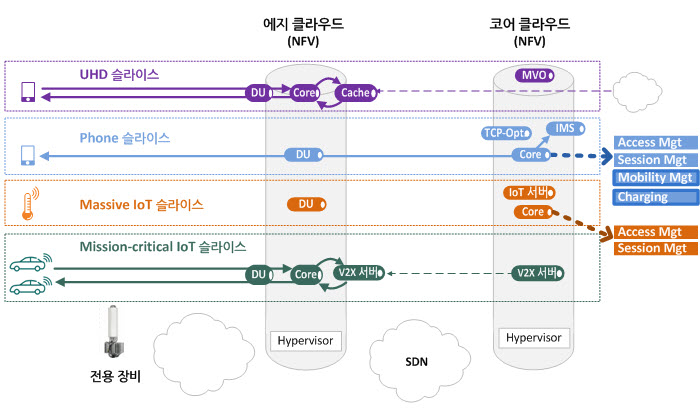 에지 클라우드
(NFV)
코어 클라우드
(NFV)
UHD 슬라이스
DU
Core
Cache
MVO
Phone 슬라이스
DU
TCP-Opt
IMS
Core
Access Mgt
Session Mgt
Mobility Mgt
Charging
Massive IoT 슬라이스
DU
IoT 서버
Core
Access Mgt
Session Mgt
Mission-critical IoT 슬라이스
DU
Core
V2X 서버
V2X 서버
Hypervisor
Hypervisor
SDN
전용 장비